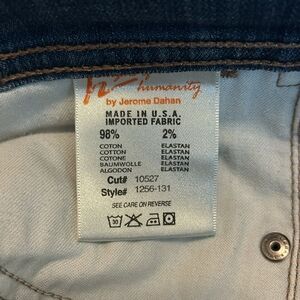 humanity
by Jerome Dahan
MADE IN U.S.A.
IMPORTED FABRIC
98% 2%
COTON ELASTAN
COTTON ELASTAN
COTONE ELASTAN
BAUMWOLLE ELASTAN
ALGODON ELASTAN
Cut# 10527
Style# 1256-131
SEE CARE ON REVERSE